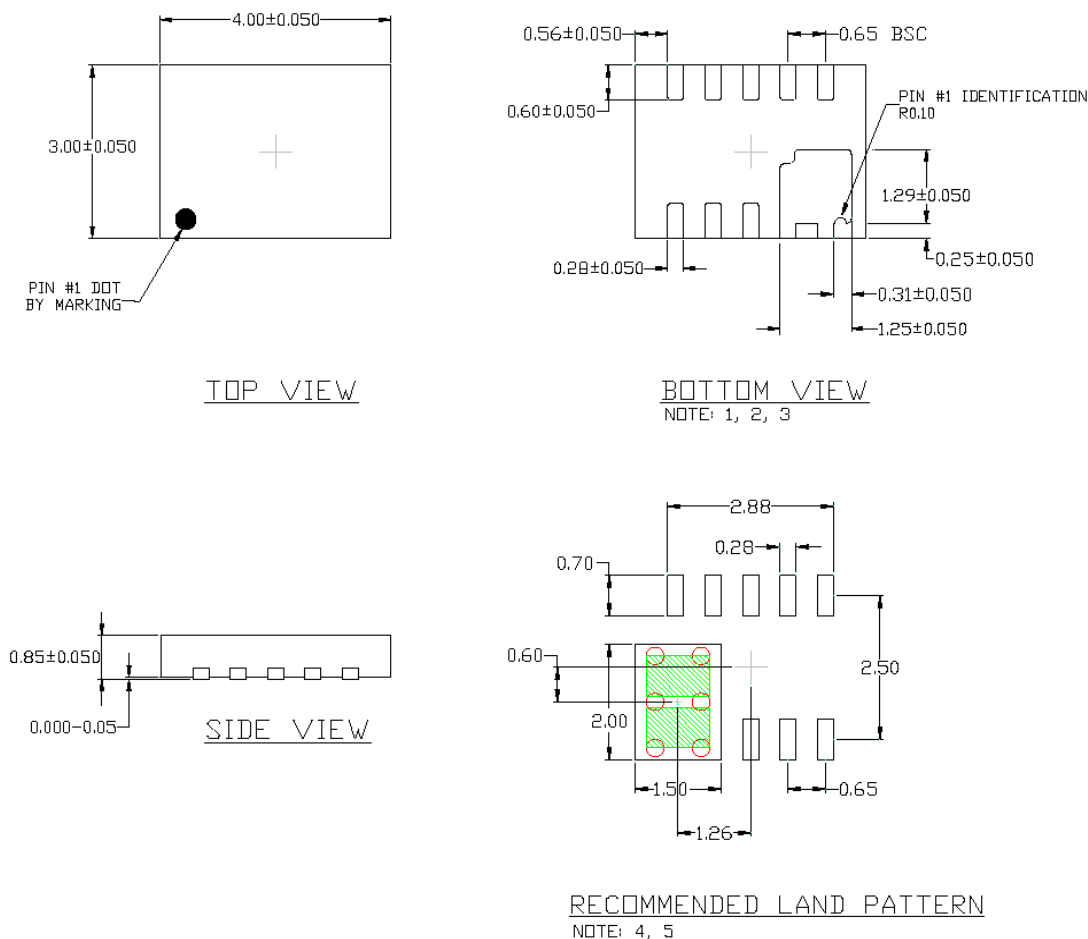 4.00±0.050
3.00±0.050
PIN #1 DOT
BY MARKING
TOP VIEW
0.56±0.050
0.65 BSC
0.60±0.050
PIN #1 IDENTIFICATION
R0.10
1.29±0.050
0.25±0.050
0.28±0.050
0.31±0.050
1.25±0.050
BOTTOM VIEW
NOTE: 1, 2, 3
0.85±0.050
0.000-0.05
SIDE VIEW
2.88
0.28
0.70
0.60
2.50
2.00
1.50
0.65
1.26
RECOMMENDED LAND PATTERN
NOTE: 4, 5